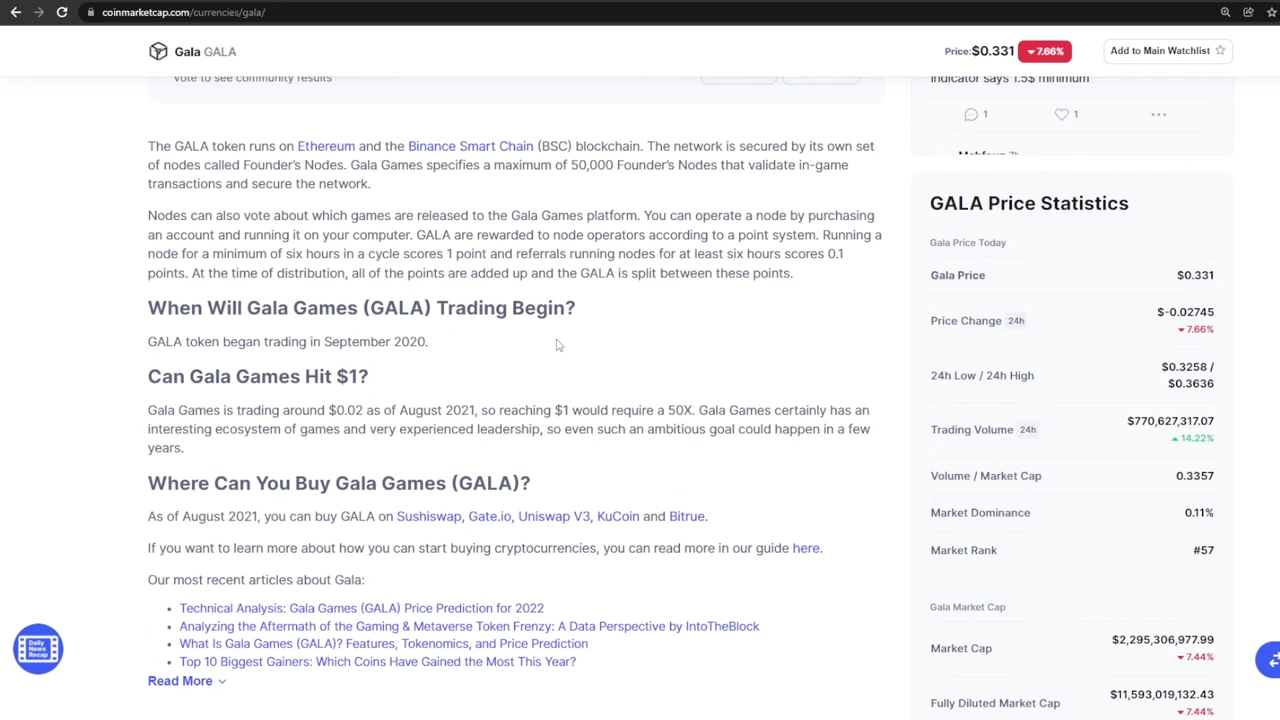 coinmarketcap.com/currencies/gala/
Gala GALA
Price:$0.331 7.66%
Add to Main Watchlist
Vote to see community results
The GALA token runs on Ethereum and the Binance Smart Chain (BSC) blockchain. The network is secured by its own set
of nodes called Founder's Nodes. Gala Games specifies a maximum of 50,000 Founder's Nodes that validate in-game
transactions and secure the network.
Nodes can also vote about which games are released to the Gala Games platform. You can operate a node by purchasing
an account and running it on your computer. GALA are rewarded to node operators according to a point system. Running a
node for a minimum of six hours in a cycle scores 1 point and referrals running nodes for at least six hours scores 0.1
points. At the time of distribution, all of the points are added up and the GALA is split between these points.
When Will Gala Games (GALA) Trading Begin?
GALA token began trading in September 2020.
Can Gala Games Hit $1?
Gala Games is trading around $0.02 as of August 2021, so reaching $1 would require a 50X. Gala Games certainly has an
interesting ecosystem of games and very experienced leadership, so even such an ambitious goal could happen in a few
years.
Where Can You Buy Gala Games (GALA)?
As of August 2021, you can buy GALA on Sushiswap, Gate.io, Uniswap V3, KuCoin and Bitrue.
If you want to learn more about how you can start buying cryptocurrencies, you can read more in our guide here.
Our most recent articles about Gala:
• Technical Analysis: Gala Games (GALA) Price Prediction for 2022
• Analyzing the Aftermath of the Gaming & Metaverse Token Frenzy: A Data Perspective by IntoTheBlock
• What Is Gala Games (GALA)? Features, Tokenomics, and Price Prediction
• Top 10 Biggest Gainers: Which Coins Have Gained the Most This Year?
Read More
Daily
News
Recap
indicator says 1.5$ minimum
1 1
GALA Price Statistics
Gala Price Today
Gala Price $0.331
Price Change 24h $-0.02745
7.66%
24h Low / 24h High $0.3258 /
$0.3636
Trading Volume 24h $770,627,317.07
14.22%
Volume / Market Cap 0.3357
Market Dominance 0.11%
Market Rank #57
Gala Market Cap
Market Cap $2,295,306,977.99
7.44%
Fully Diluted Market Cap $11,593,019,132.43
7.44%